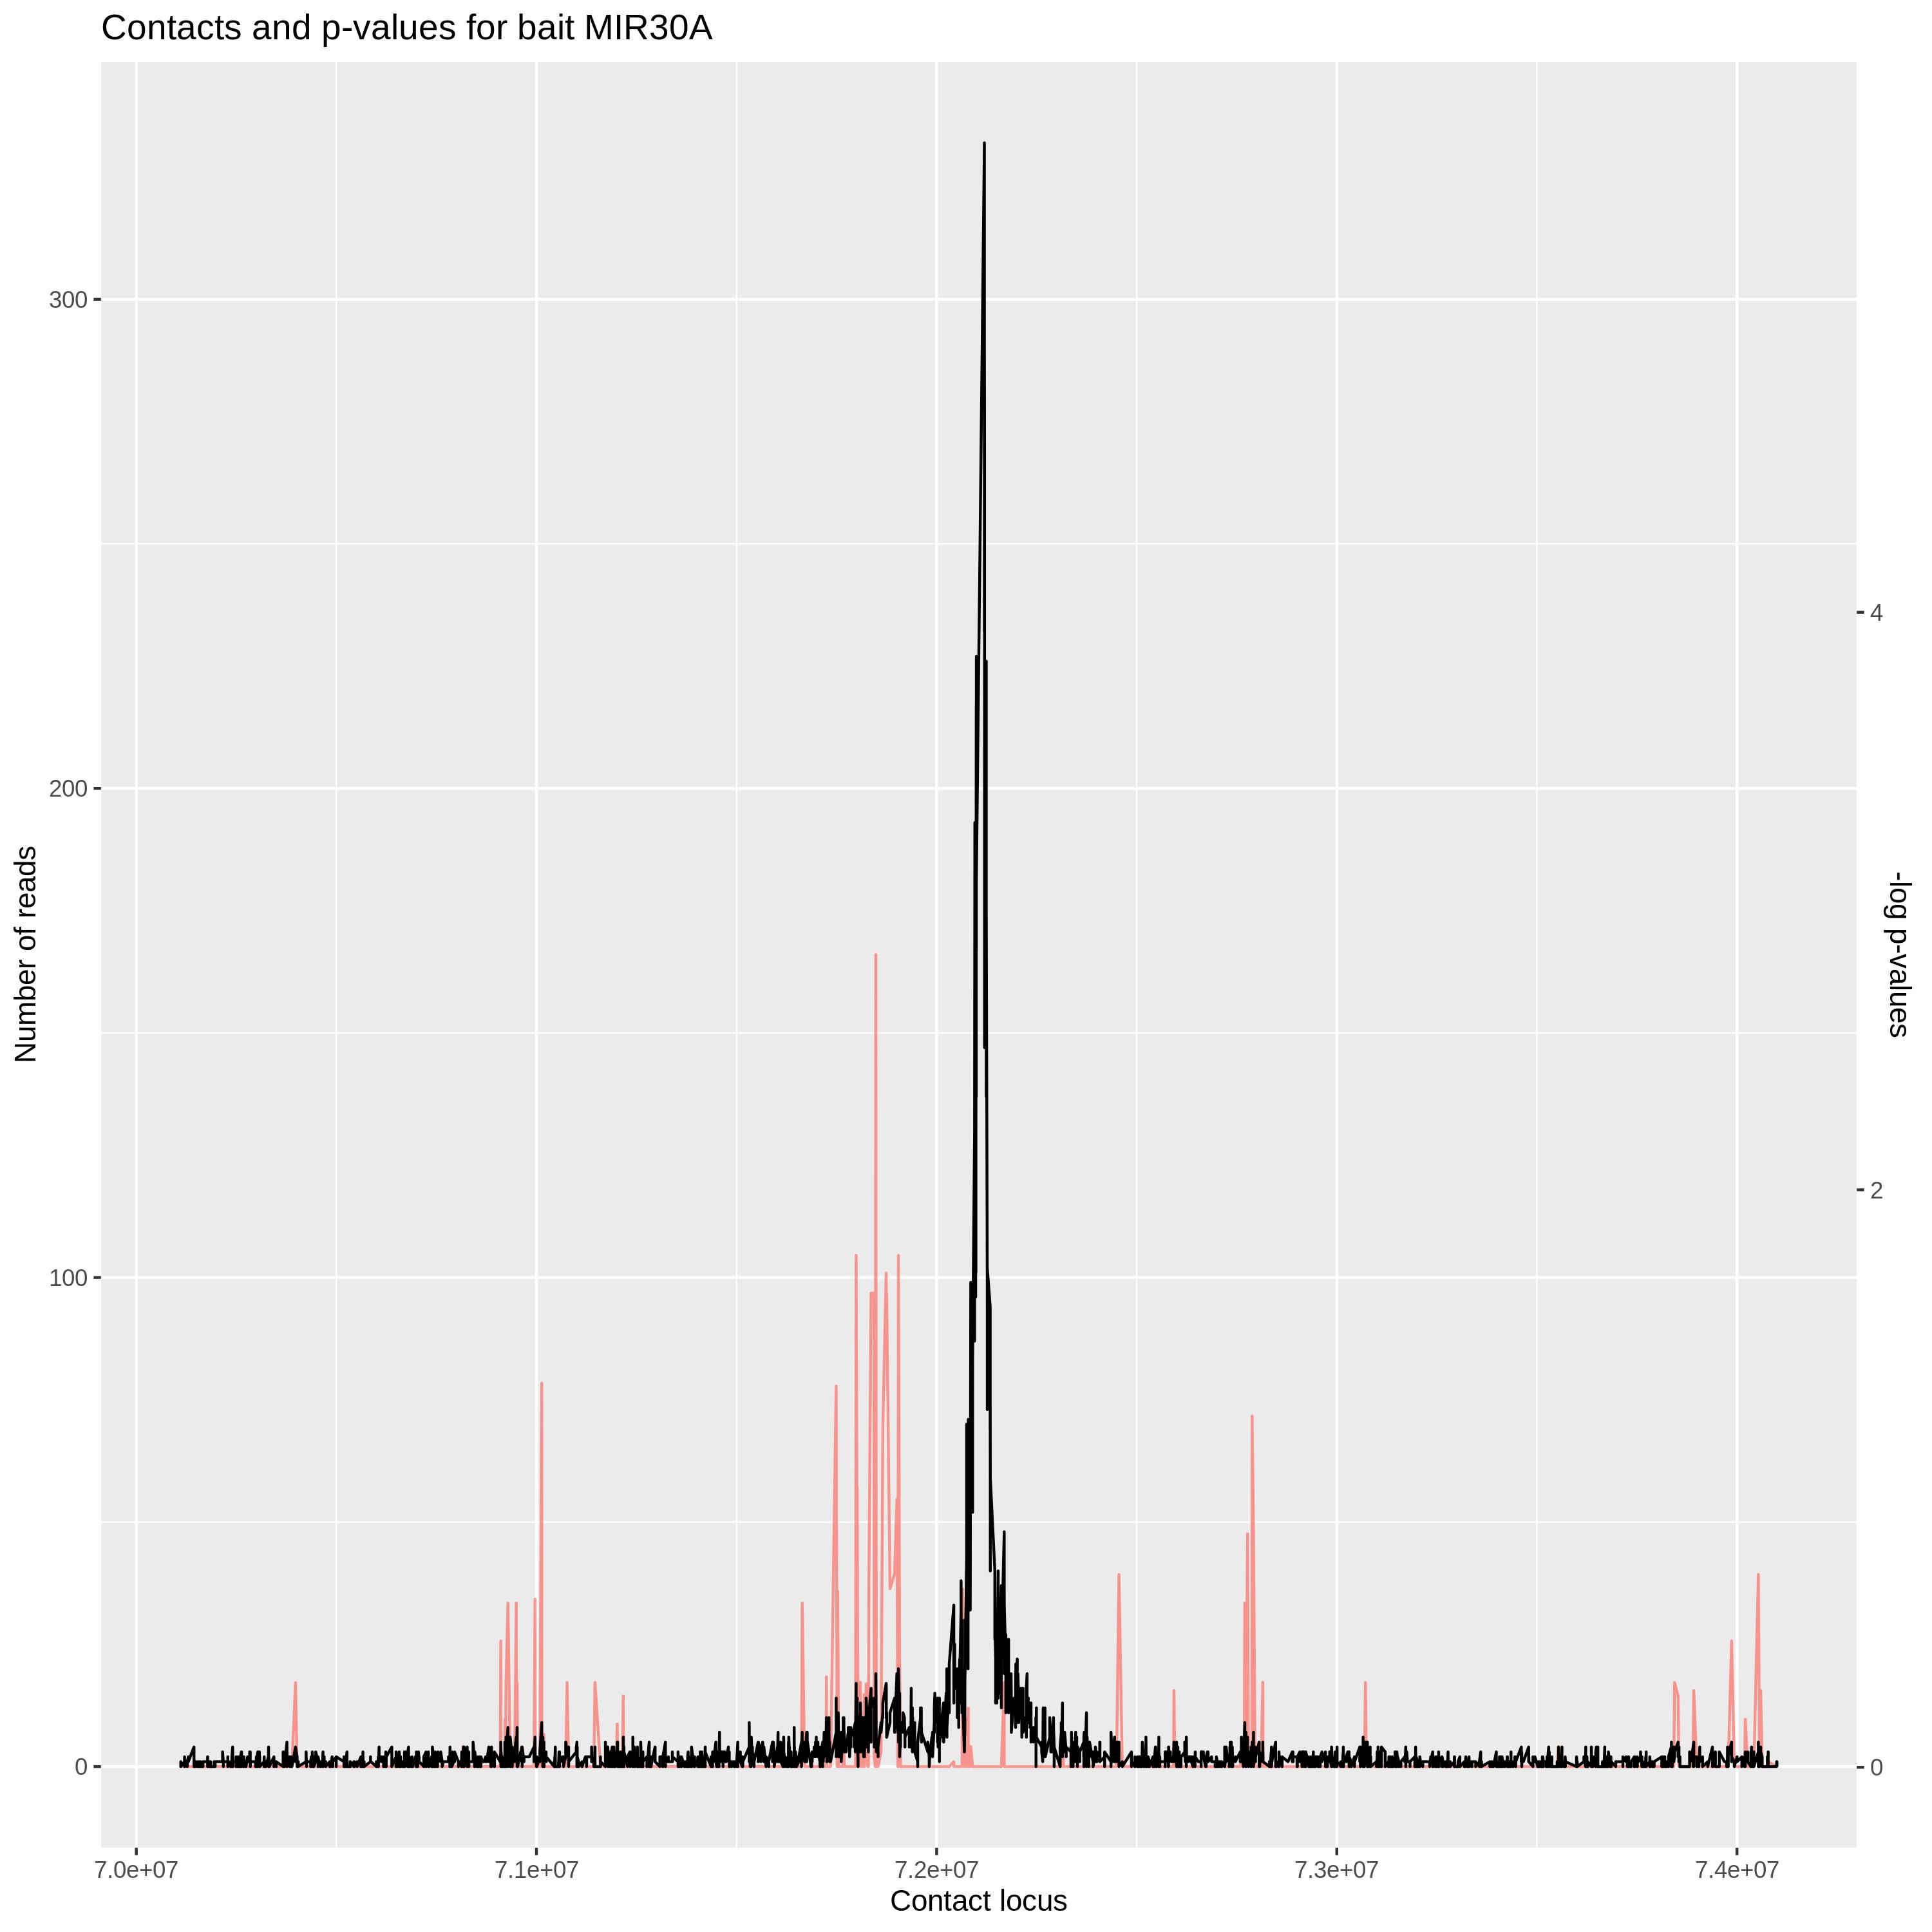 Contacts and p-values for bait MIR30A
Number of reads
300
200
100
0
-log p-values
4
2
0
7.0e+07
7.1e+07
7.2e+07
7.3e+07
7.4e+07
Contact locus